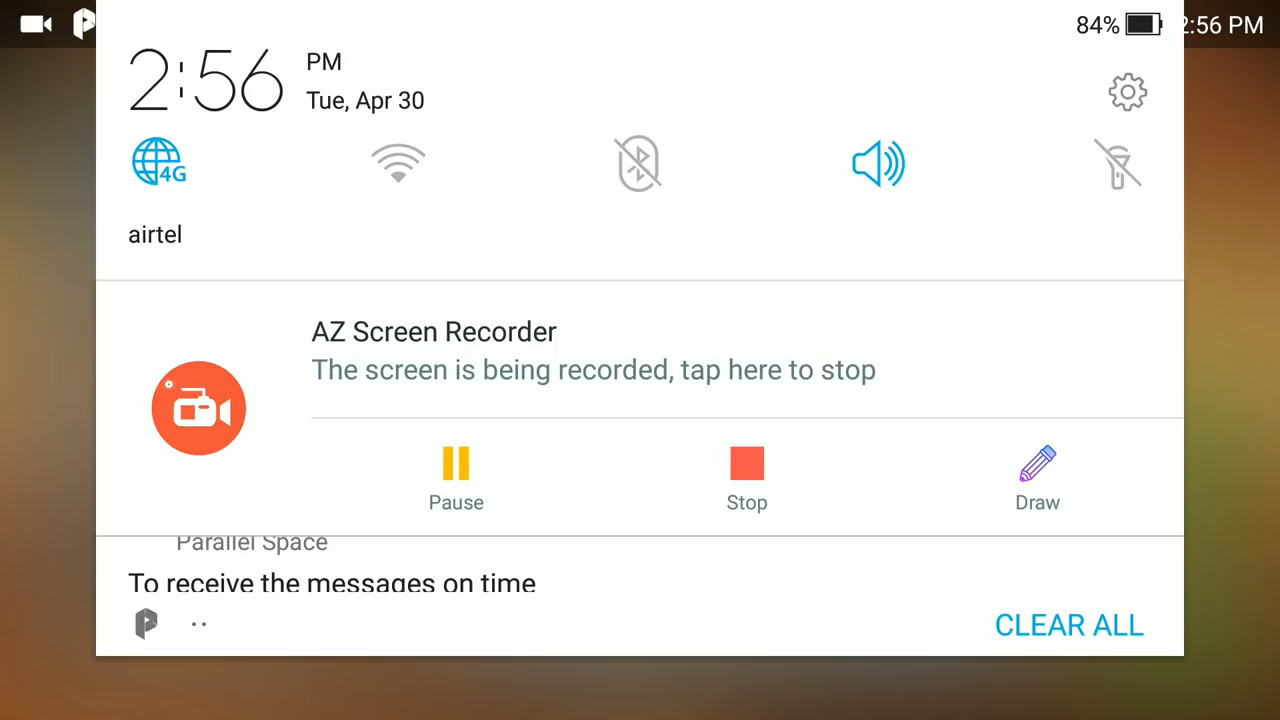 84%
2:56 PM
2:56
PM
Tue, Apr 30
4G
airtel
AZ Screen Recorder
The screen is being recorded, tap here to stop
Pause
Stop
Draw
Parallel Space
To receive the messages on time
CLEAR ALL